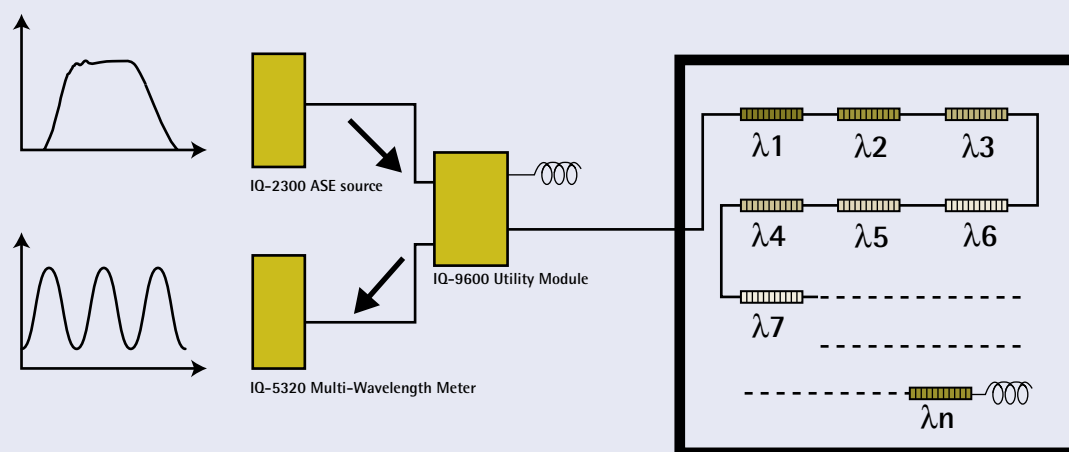 IQ-2300 ASE source
IQ-9600 Utility Module
IQ-5320 Multi-Wavelength Meter
λ1 λ2 λ3
λ4 λ5 λ6
λ7
λn